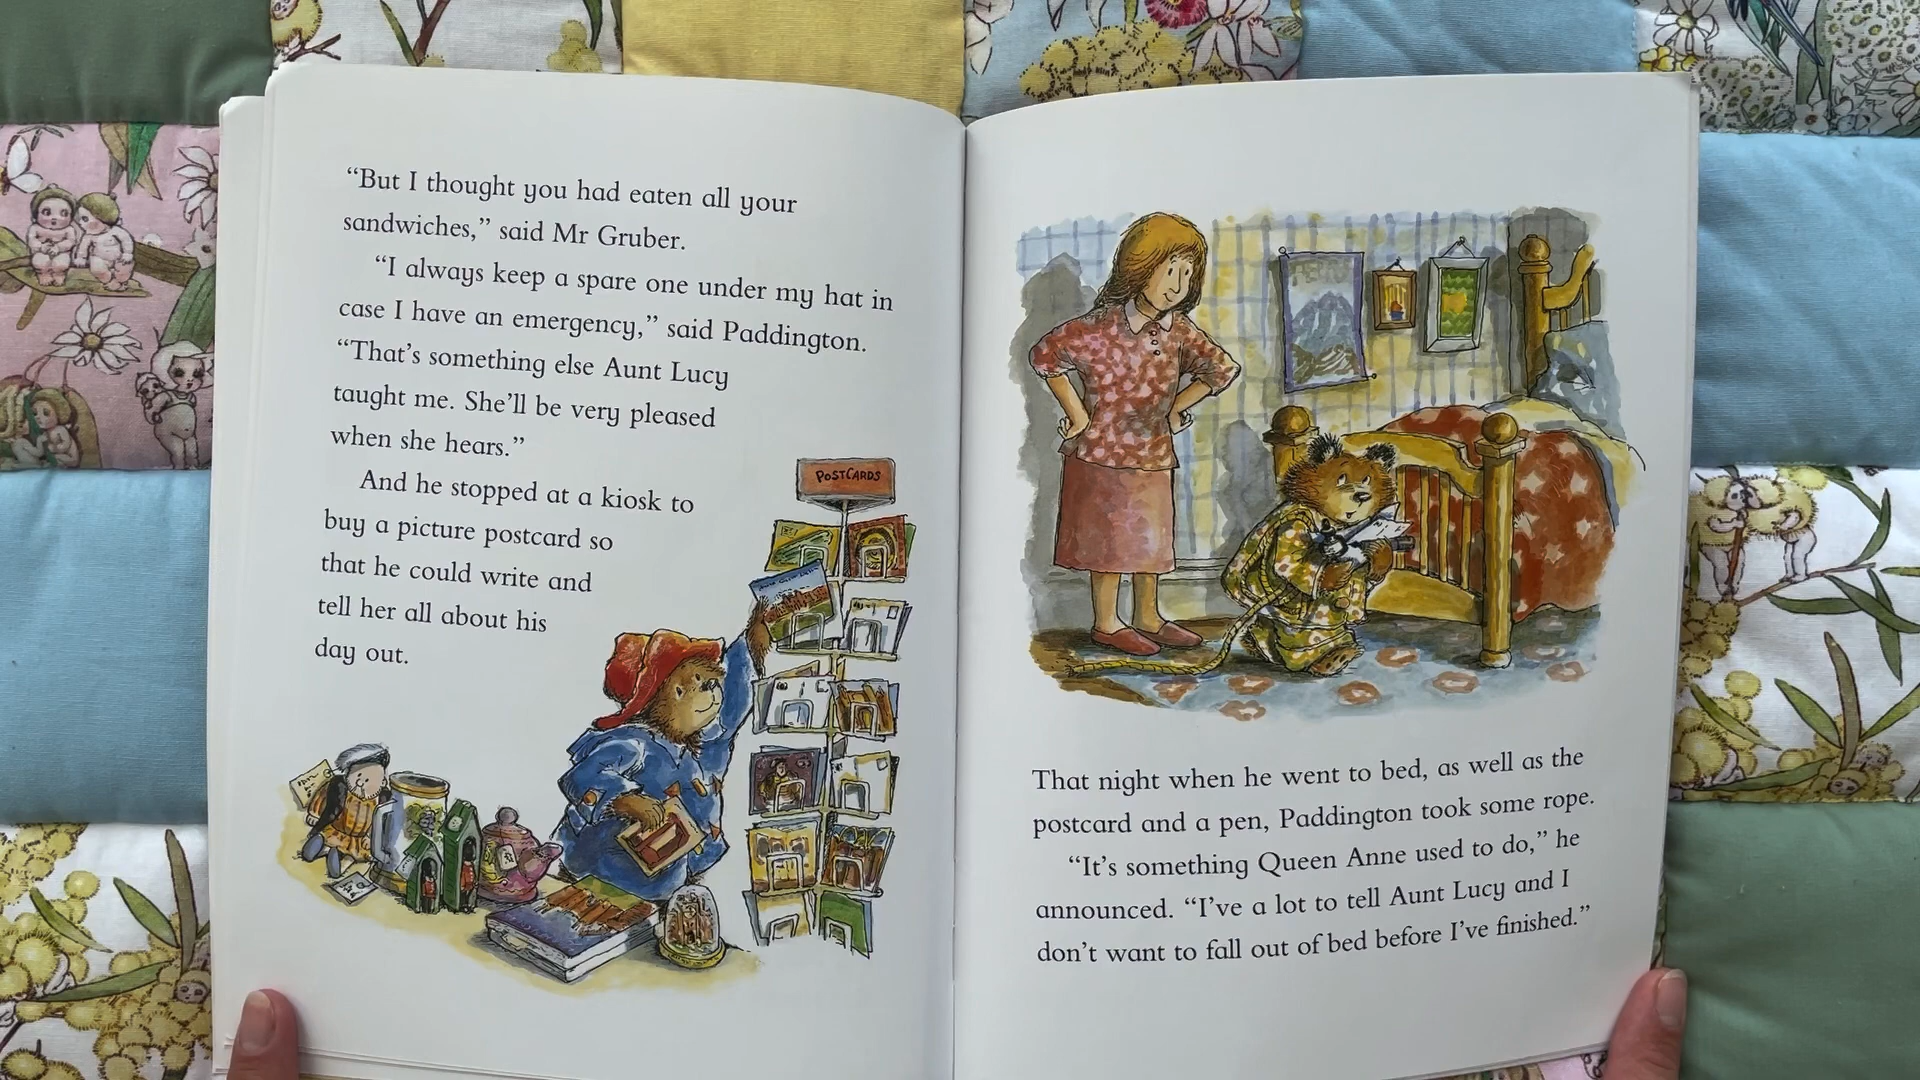 “But I thought you had eaten all your
sandwiches,” said Mr Gruber.
“I always keep a spare one under my hat in
case I have an emergency,” said Paddington.
“That’s something else Aunt Lucy
taught me. She’ll be very pleased
when she hears.”
And he stopped at a kiosk to
buy a picture postcard so
that he could write and
tell her all about his
day out.
POSTCARDS
That night when he went to bed, as well as the
postcard and a pen, Paddington took some rope.
“It’s something Queen Anne used to do,” he
announced. “I’ve a lot to tell Aunt Lucy and I
don’t want to fall out of bed before I’ve finished.”